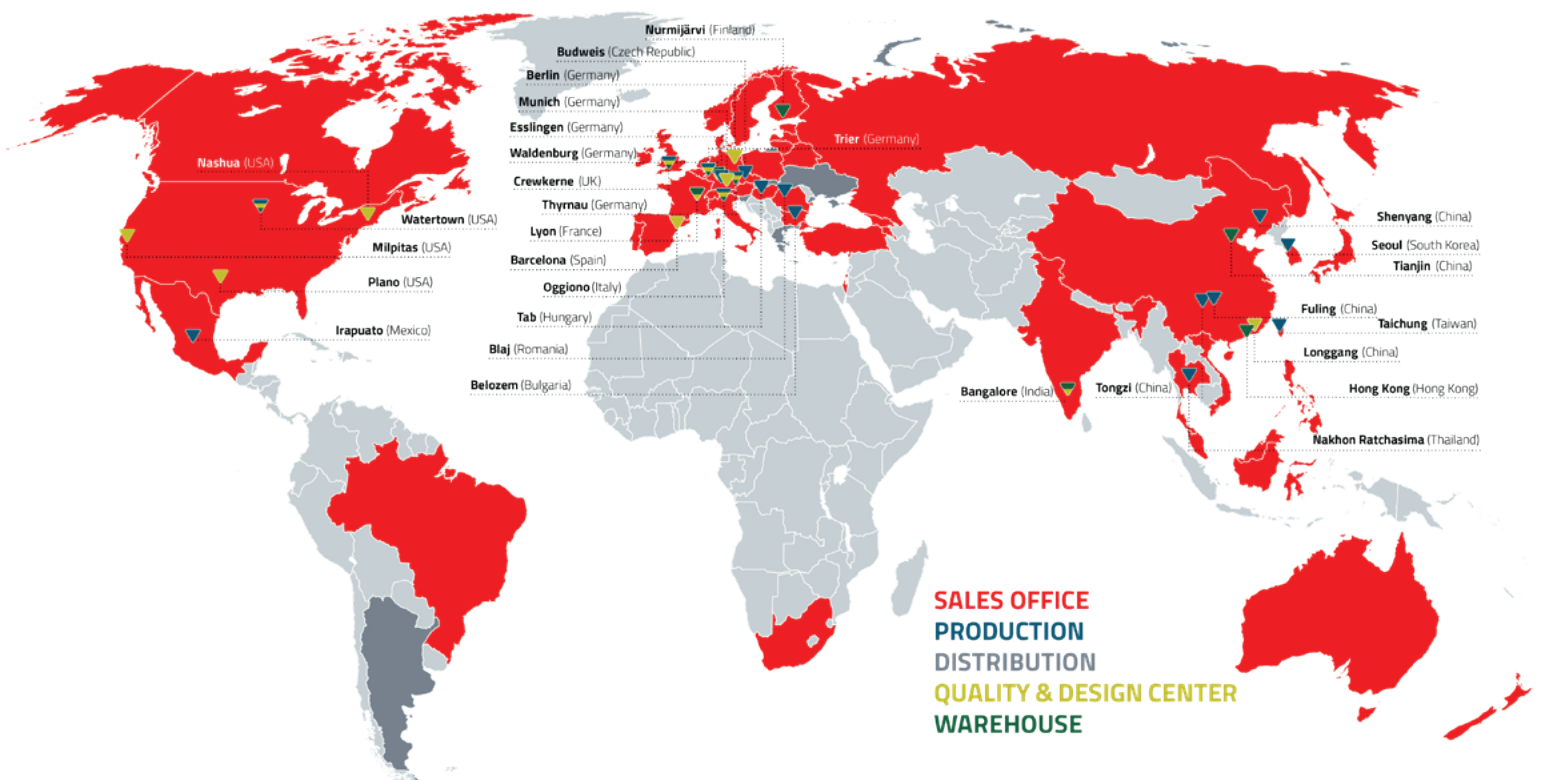 Nurmijärvi (Finland)
Budweis (Czech Republic)
Berlin (Germany)
Munich (Germany)
Esslingen (Germany)
Trier (Germany)
Waldenburg (Germany)
Nashua (USA)
Crewkerne (UK)
Thyrnau (Germany)
Watertown (USA)
Lyon (France)
Milpitas (USA)
Barcelona (Spain)
Plano (USA)
Oggiono (Italy)
Tab (Hungary)
Irapuato (Mexico)
Blaj (Romania)
Belozem (Bulgaria)
Shenyang (China)
Seoul (South Korea)
Tianjin (China)
Fuling (China)
Taichung (Taiwan)
Longgang (China)
Bangalore (India)
Tongzi (China)
Hong Kong (Hong Kong)
Nakhon Ratchasima (Thailand)
SALES OFFICE
PRODUCTION
DISTRIBUTION
QUALITY & DESIGN CENTER
WAREHOUSE